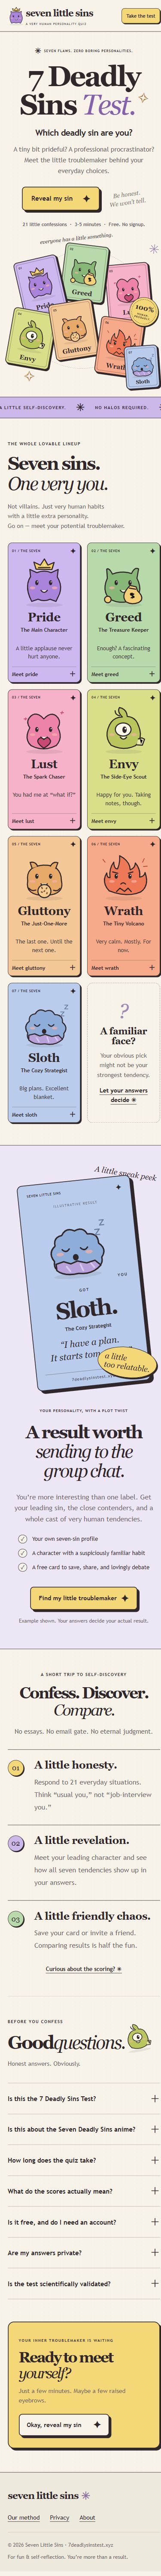 seven little sins
A VERY HUMAN PERSONALITY QUIZ
Take the test
SEVEN FLAWS. ZERO BORING PERSONALITIES.
7 Deadly
Sins Test.
Which deadly sin are you?
A tiny bit prideful? A professional procrastinator?
Meet the little troublemaker behind your
everyday choices.
Reveal my sin
Be honest.
We won't tell.
21 little confessions · 3–5 minutes · Free. No signup.
everyone has a little something.
Pride
Greed
Envy
Gluttony
Wrath
Sloth
100%
A LITTLE SELF-DISCOVERY.
NO HALOS REQUIRED.
THE WHOLE LOVABLE LINEUP
Seven sins.
One very you.
Not villains. Just very human habits
with a little extra personality.
Go on — meet your potential troublemaker.
01 / THE SEVEN
Pride
The Main Character
A little applause never
hurt anyone.
Meet pride
02 / THE SEVEN
Greed
The Treasure Keeper
Enough? A fascinating
concept.
Meet greed
03 / THE SEVEN
Lust
The Spark Chaser
You had me at “what if?”
Meet lust
04 / THE SEVEN
Envy
The Side-Eye Scout
Happy for you. Taking
notes, though.
Meet envy
05 / THE SEVEN
Gluttony
The Just-One-More
The last one. Until the
next one.
Meet gluttony
06 / THE SEVEN
Wrath
The Tiny Volcano
Very calm. Mostly. For
now.
Meet wrath
07 / THE SEVEN
Sloth
The Cozy Strategist
Big plans. Excellent
blanket.
Meet sloth
?
A familiar
face?
Your obvious pick
might not be your
strongest tendency.
Let your answers
decide
A little sneak peek
SEVEN LITTLE SINS
ILLUSTRATIVE RESULT
YOU
GOT
Sloth.
The Cozy Strategist
“I have a plan.
It starts tom
a little
too relatable.
YOUR PERSONALITY, WITH A PLOT TWIST
A result worth
sending to the
group chat.
You're more interesting than one label. Get
your leading sin, the close contenders, and a
whole cast of very human tendencies.
Your own seven-sin profile
A character with a suspiciously familiar habit
A free card to save, share, and lovingly debate
Find my little troublemaker
Example shown. Your answers decide your actual result.
A SHORT TRIP TO SELF-DISCOVERY
Confess. Discover.
Compare.
No essays. No email gate. No eternal judgment.
01
A little honesty.
Respond to 21 everyday situations.
Think “usual you,” not “job-interview
you.”
02
A little revelation.
Meet your leading character and see
how all seven tendencies show up in
your answers.
03
A little friendly chaos.
Save your card or invite a friend.
Comparing results is half the fun.
Curious about the scoring?
BEFORE YOU CONFESS
Good questions.
Honest answers. Obviously.
Is this the 7 Deadly Sins Test?
Is this about the Seven Deadly Sins anime?
How long does the quiz take?
What do the scores actually mean?
Is it free, and do I need an account?
Are my answers private?
Is the test scientifically validated?
YOUR INNER TROUBLEMAKER IS WAITING
Ready to meet
yourself?
Just a few minutes. Maybe a few raised
eyebrows.
Okay, reveal my sin
seven little sins
Our method
Privacy
About
© 2026 Seven Little Sins · 7deadlysinstest.xyz
For fun & self-reflection. You're more than a result.